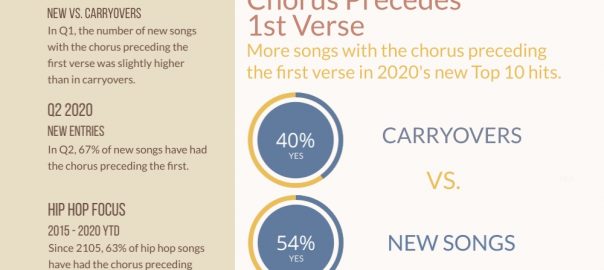 NEW VS. CARRYOVERS
In Q1, the number of new songs
with the chorus preceding the
first verse was slightly higher
than in carryovers.
Q2 2020
NEW ENTRIES
In Q2, 67% of new songs have had
the chorus preceding the first.
HIP HOP FOCUS
2015 - 2020 YTD
Since 2105, 63% of hip hop songs
have had the chorus preceding
Chorus Precedes
1st Verse
More songs with the chorus preceding
the first verse in 2020's new Top 10 hits.
40%
YES
CARRYOVERS
VS.
54%
YES
NEW SONGS